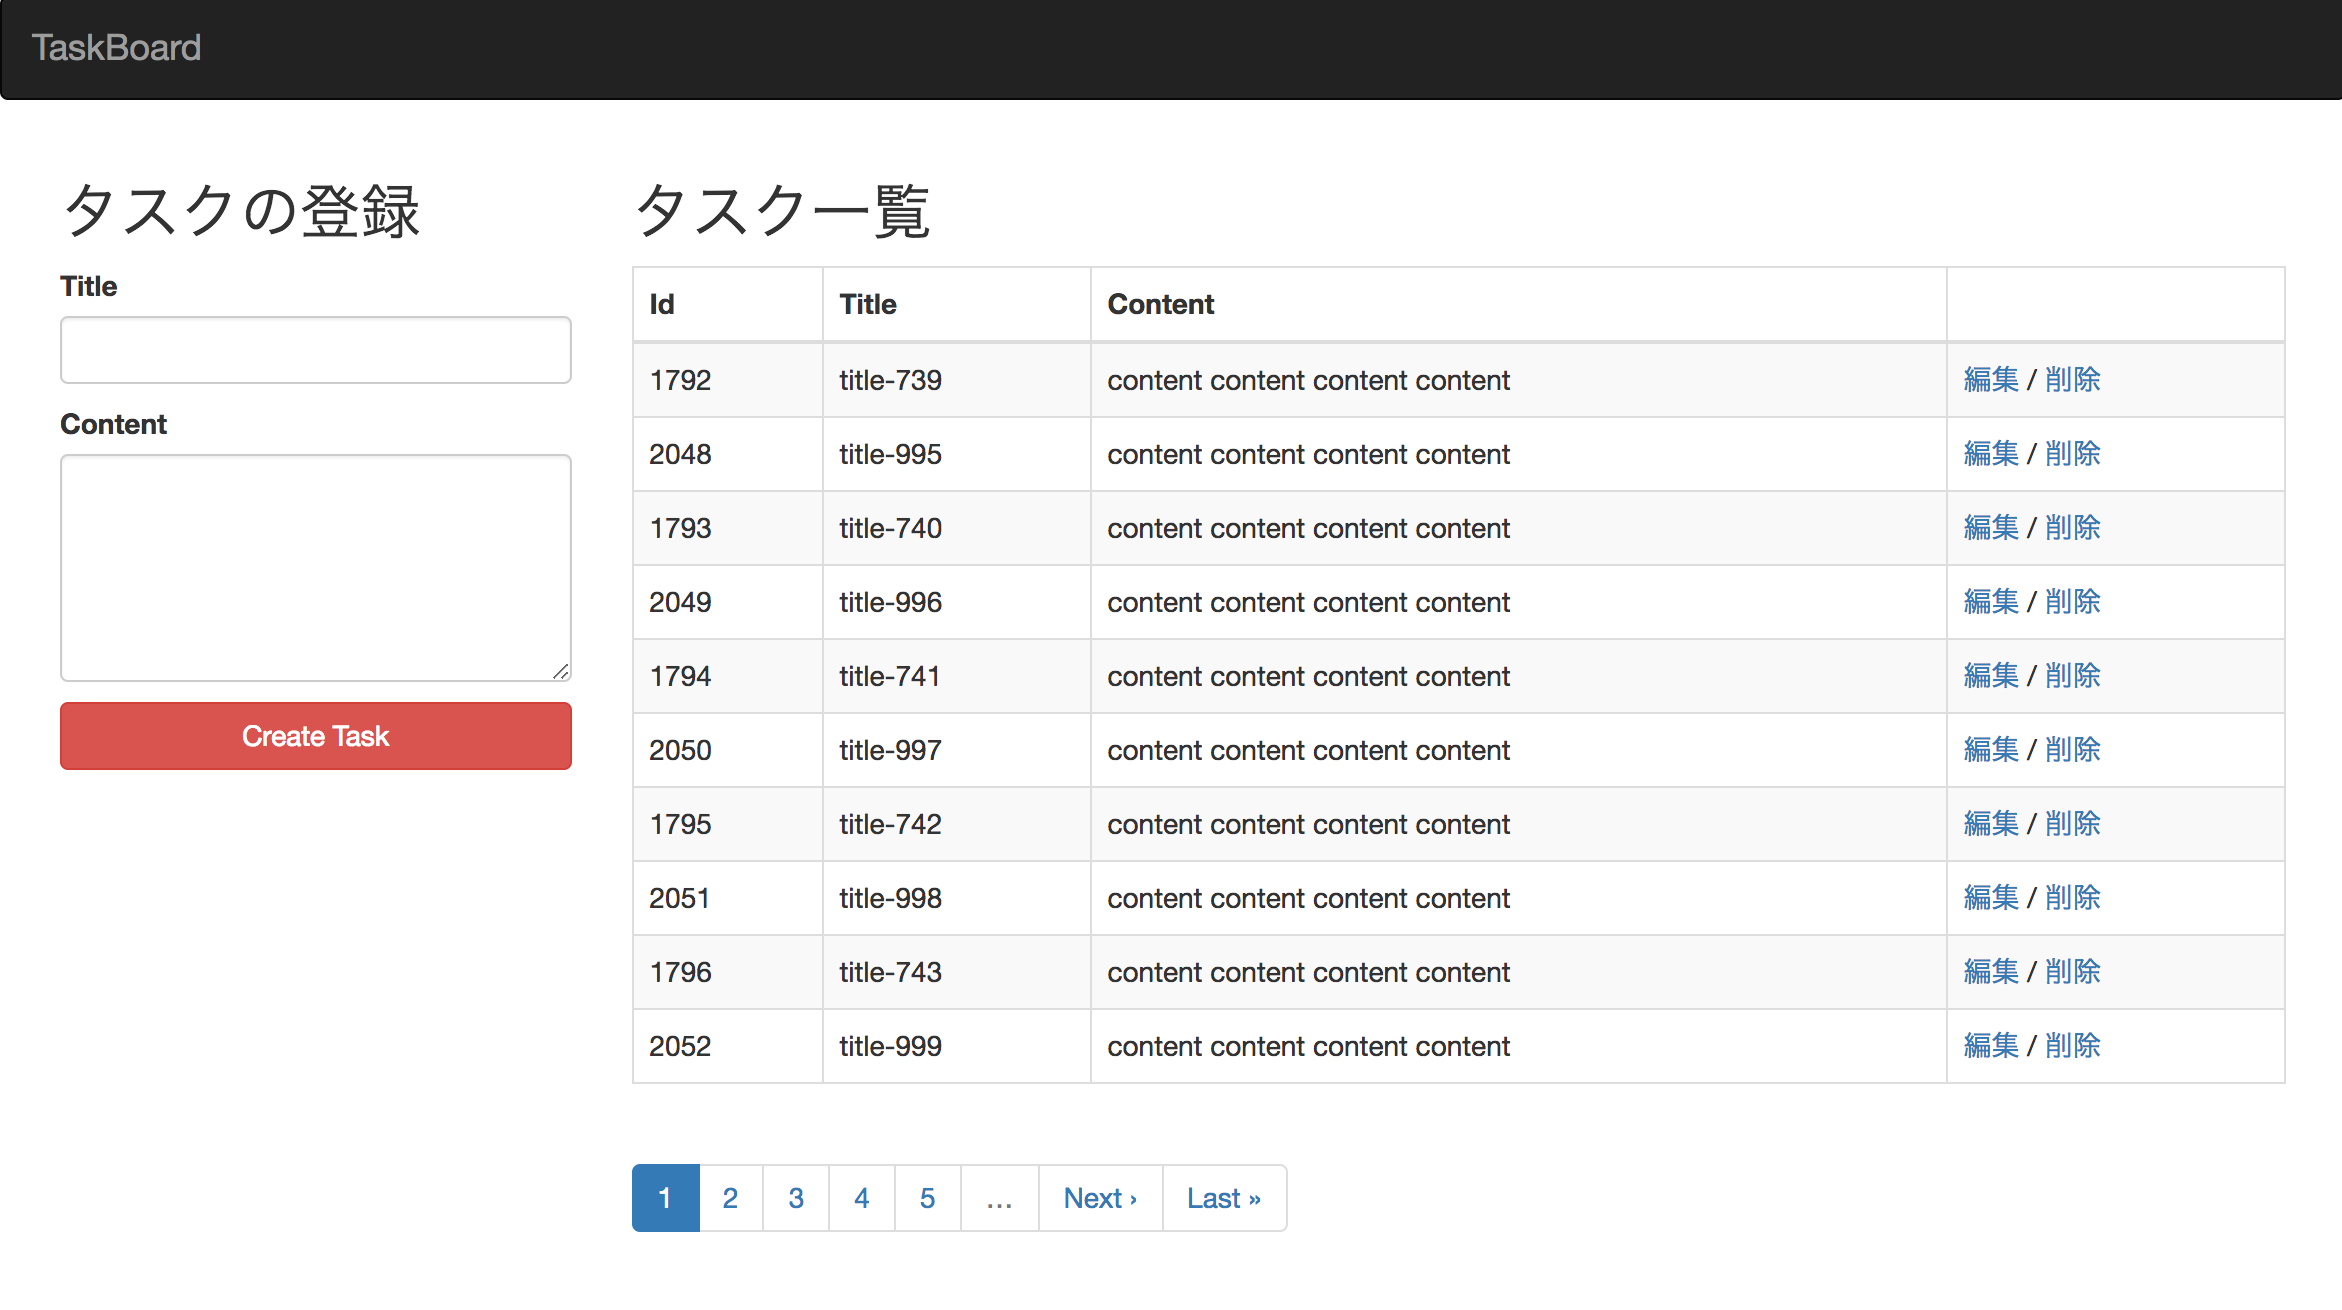 TaskBoard
タスクの登録
Title
Content
Create Task
タスク一覧
Id Title Content
1792 title-739 content content content content 編集 / 削除
2048 title-995 content content content content 編集 / 削除
1793 title-740 content content content content 編集 / 削除
2049 title-996 content content content content 編集 / 削除
1794 title-741 content content content content 編集 / 削除
2050 title-997 content content content content 編集 / 削除
1795 title-742 content content content content 編集 / 削除
2051 title-998 content content content content 編集 / 削除
1796 title-743 content content content content 編集 / 削除
2052 title-999 content content content content 編集 / 削除
1 2 3 4 5 … Next › Last »